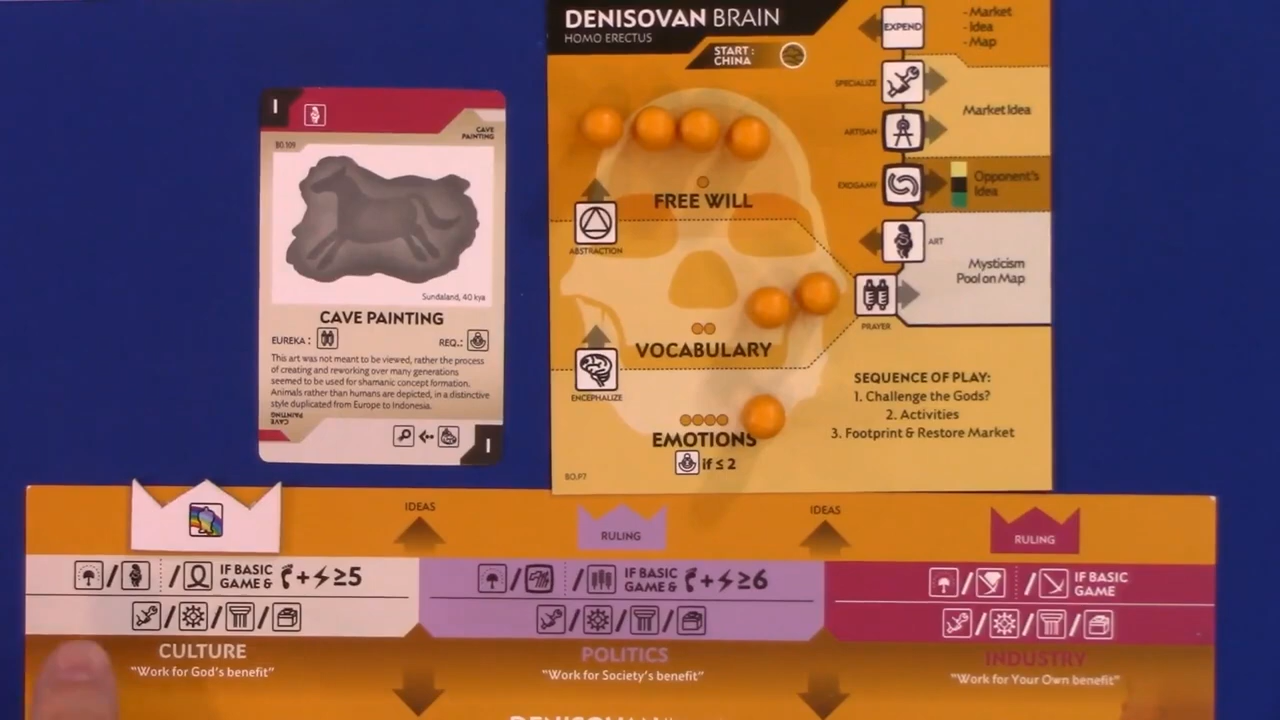 I
CAVE
PAINTING
BO.109
Sundaland, 40 kya
CAVE PAINTING
EUREKA :
REQ.:
This art was not meant to be viewed, rather the process
of creating and reworking over many generations
seemed to be used for shamanic concept formation.
Animals rather than humans are depicted, in a distinctive
style duplicated from Europe to Indonesia.
CAVE
PAINTING
I
DENISOVAN BRAIN
HOMO ERECTUS
START :
CHINA
FREE WILL
ABSTRACTION
VOCABULARY
ENCEPHALIZE
EMOTIONS
if ≤ 2
BO.P7
EXPEND
- Market
- Idea
- Map
SPECIALIZE
Market Idea
ARTISAN
EXOGAMY
Opponent's
Idea
ART
Mysticism
Pool on Map
PRAYER
SEQUENCE OF PLAY:
1. Challenge the Gods?
2. Activities
3. Footprint & Restore Market
IDEAS
RULING
IDEAS
RULING
/ / IF BASIC
GAME & + ≥5
/ / /
CULTURE
"Work for God's benefit"
/ / IF BASIC
GAME & + ≥6
/ / /
POLITICS
"Work for Society's benefit"
/ / IF BASIC
GAME
/ / /
INDUSTRY
"Work for Your Own benefit"